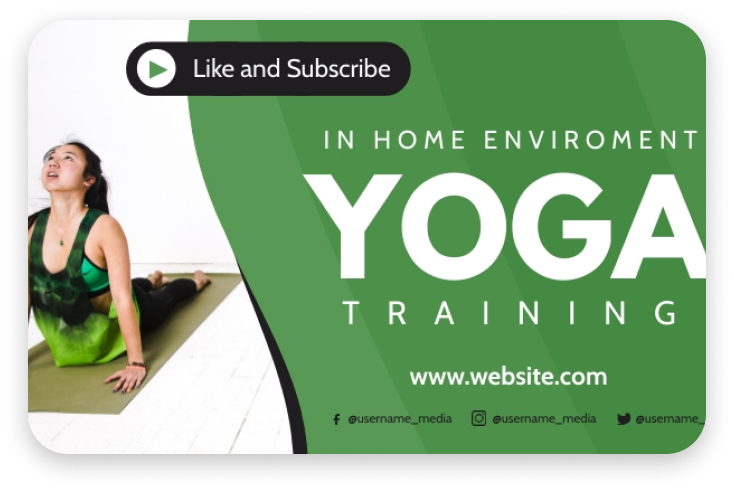 Like and Subscribe
IN HOME ENVIROMENT
YOGA
TRAINING
www.website.com
@username_media @username_media @username_